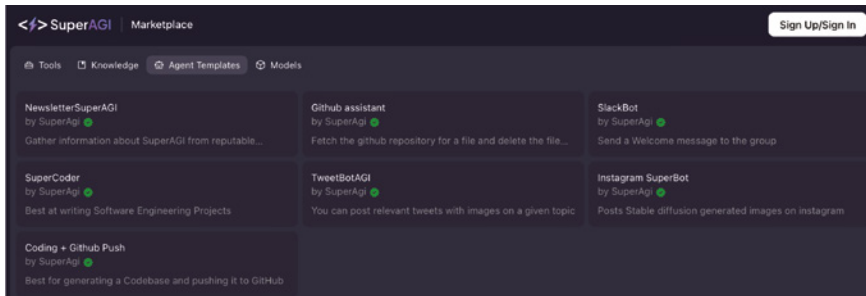 SuperAGI Marketplace Sign Up/Sign In
Tools Knowledge Agent Templates Models
NewsletterSuperAGI
by SuperAgi
Gather information about SuperAGI from reputable...
Github assistant
by SuperAgi
Fetch the github repository for a file and delete the file...
SlackBot
by SuperAgi
Send a Welcome message to the group
SuperCoder
by SuperAgi
Best at writing Software Engineering Projects
TweetBotAGI
by SuperAgi
You can post relevant tweets with images on a given topic
Instagram SuperBot
by SuperAgi
Posts Stable diffusion generated images on instagram
Coding + Github Push
by SuperAgi
Best for generating a Codebase and pushing it to GitHub